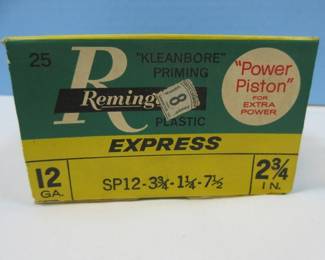 25
"KLEANBORE"
PRIMING
R
Reming
8
PLASTIC
"Power
Piston"
FOR
EXTRA
POWER
EXPRESS
12
GA.
SP12-3¾-1¼-7½
2¾
IN.